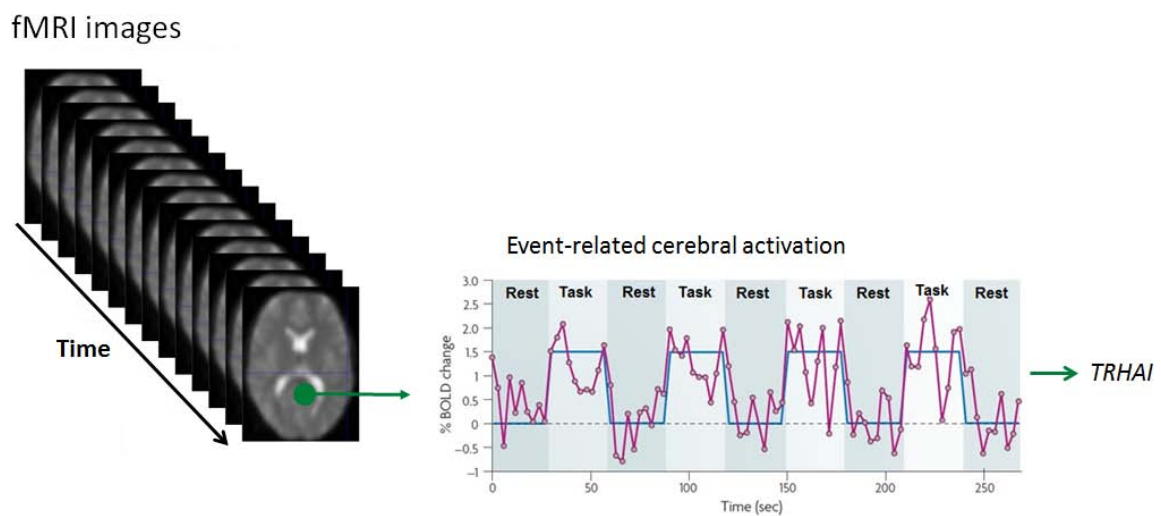 fMRI images
Time
Event-related cerebral activation
Rest Task Rest Task Rest Task Rest Task Rest
3.0
2.5
2.0
1.5
1.0
0.5
0
−0.5
−1
% BOLD change
0 50 100 150 200 250
Time (sec)
TRHAI